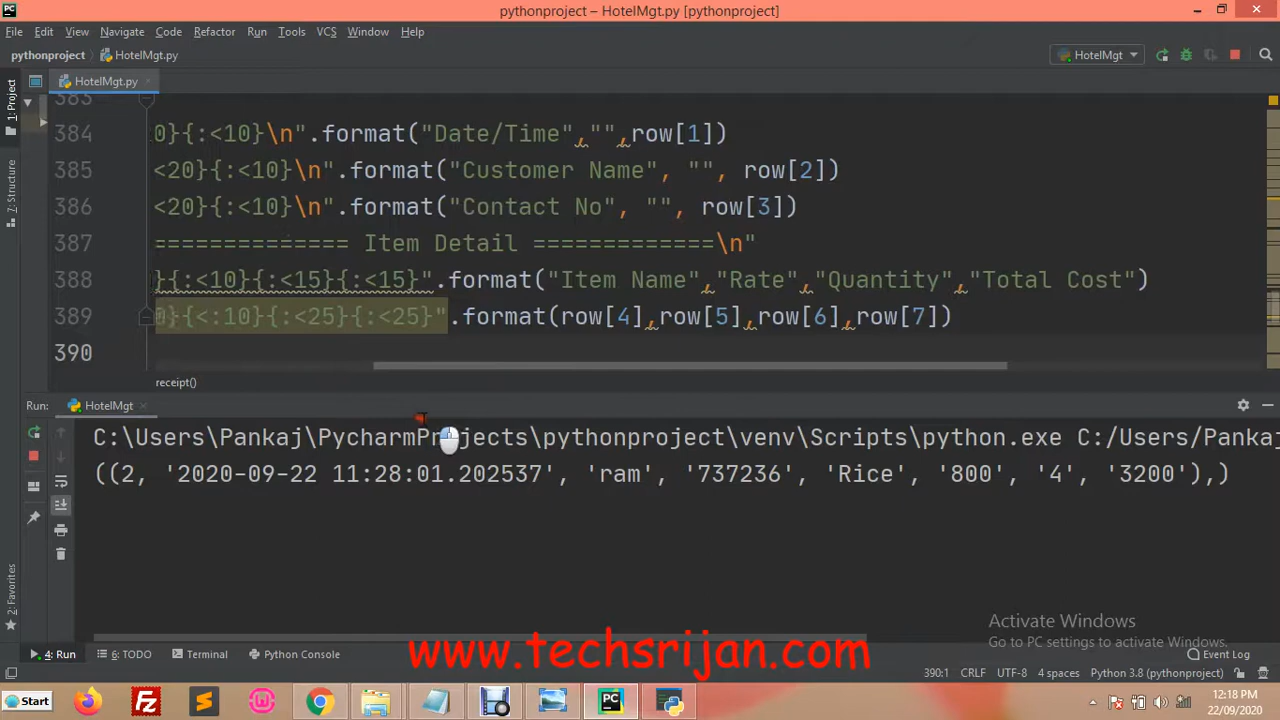 pythonproject – HotelMgt.py [pythonproject]
File Edit View Navigate Code Refactor Run Tools VCS Window Help
pythonproject HotelMgt.py HotelMgt
1: Project
HotelMgt.py
383
384 0}{:<10}\n".format("Date/Time","",row[1])
385 <20}{:<10}\n".format("Customer Name", "", row[2])
386 <20}{:<10}\n".format("Contact No", "", row[3])
387 ============== Item Detail =============\n"
388 }{:<10}{:<15}{:<15}".format("Item Name","Rate","Quantity","Total Cost")
389 0}{<:10}{:<25}{:<25}".format(row[4],row[5],row[6],row[7])
390
receipt()
7: Structure
Run: HotelMgt
C:\Users\Pankaj\PycharmProjects\pythonproject\venv\Scripts\python.exe C:/Users/Pankaj
((2, '2020-09-22 11:28:01.202537', 'ram', '737236', 'Rice', '800', '4', '3200'),)
2: Favorites
Activate Windows
Go to PC settings to activate Windows.
www.techsrijan.com
4: Run 6: TODO Terminal Python Console Event Log
390:1 CRLF UTF-8 4 spaces Python 3.8 (pythonproject)
Start
12:18 PM
22/09/2020